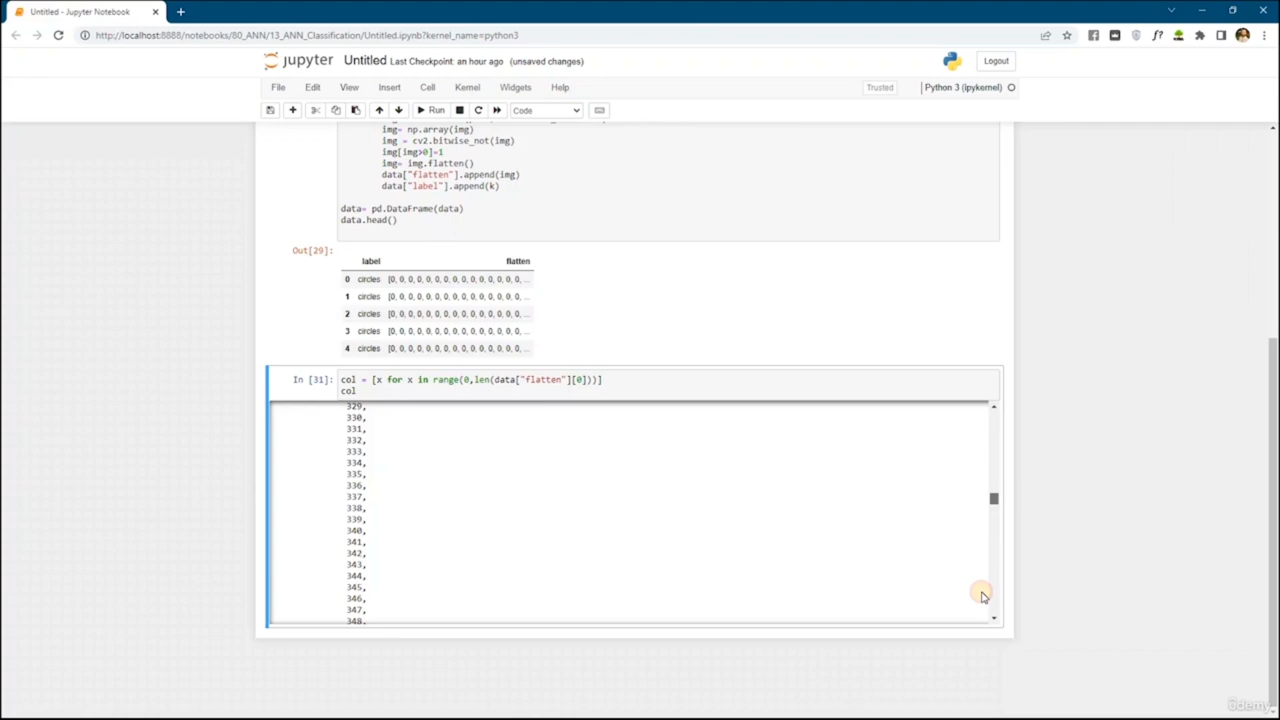 Untitled - Jupyter Notebook
http://localhost:8888/notebooks/80_ANN/13_ANN_Classification/Untitled.ipynb?kernel_name=python3
jupyter Untitled Last Checkpoint: an hour ago (unsaved changes) Logout
File Edit View Insert Cell Kernel Widgets Help Trusted Python 3 (ipykernel)
Run Code
img= np.array(img)
img = cv2.bitwise_not(img)
img[img>0]=1
img= img.flatten()
data["flatten"].append(img)
data["label"].append(k)
data= pd.DataFrame(data)
data.head()
Out[29]:
label flatten
0 circles [0, 0, 0, 0, 0, 0, 0, 0, 0, 0, 0, 0, 0, 0, 0, ...
1 circles [0, 0, 0, 0, 0, 0, 0, 0, 0, 0, 0, 0, 0, 0, 0, ...
2 circles [0, 0, 0, 0, 0, 0, 0, 0, 0, 0, 0, 0, 0, 0, 0, ...
3 circles [0, 0, 0, 0, 0, 0, 0, 0, 0, 0, 0, 0, 0, 0, 0, ...
4 circles [0, 0, 0, 0, 0, 0, 0, 0, 0, 0, 0, 0, 0, 0, 0, ...
In [31]: col = [x for x in range(0,len(data["flatten"][0]))]
col
329,
330,
331,
332,
333,
334,
335,
336,
337,
338,
339,
340,
341,
342,
343,
344,
345,
346,
347,
348,
ûdemy